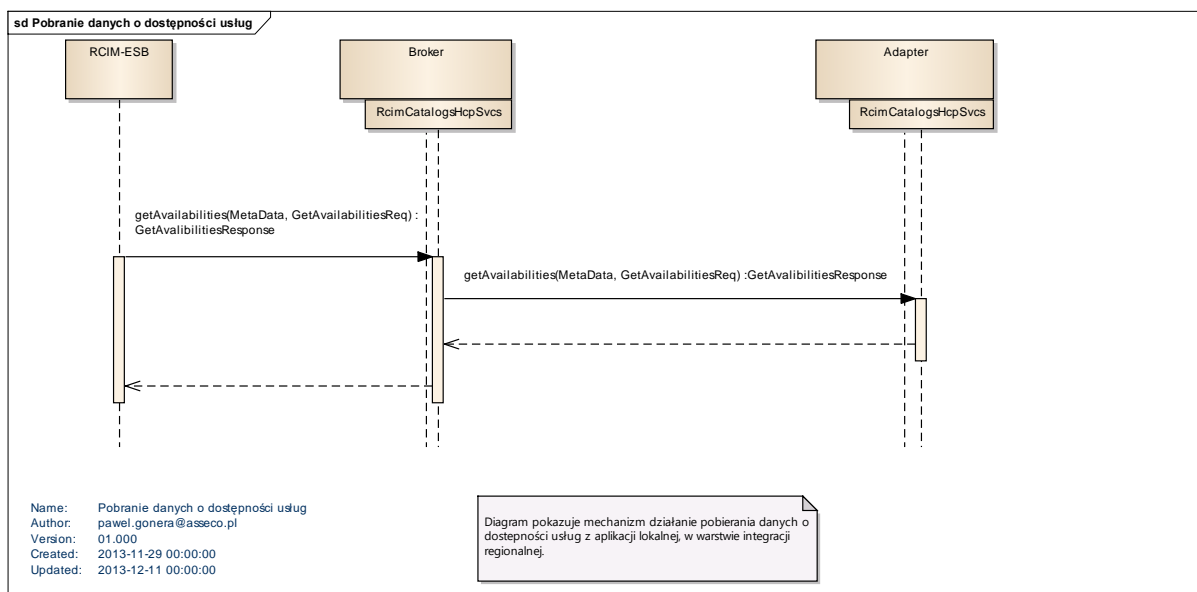 sd Pobranie danych o dostępności usług
RCIM-ESB
Broker
Adapter
RcimCatalogsHcpSvcs
RcimCatalogsHcpSvcs
getAvailabilities(MetaData, GetAvailabilitiesReq) :
GetAvalibilitiesResponse
getAvailabilities(MetaData, GetAvailabilitiesReq) :GetAvalibilitiesResponse
Name: Pobranie danych o dostępności usług
Author: pawel.gonera@asseco.pl
Version: 01.000
Created: 2013-11-29 00:00:00
Updated: 2013-12-11 00:00:00
Diagram pokazuje mechanizm działanie pobierania danych o
dostepności usług z aplikacji lokalnej, w warstwie integracji
regionalnej.